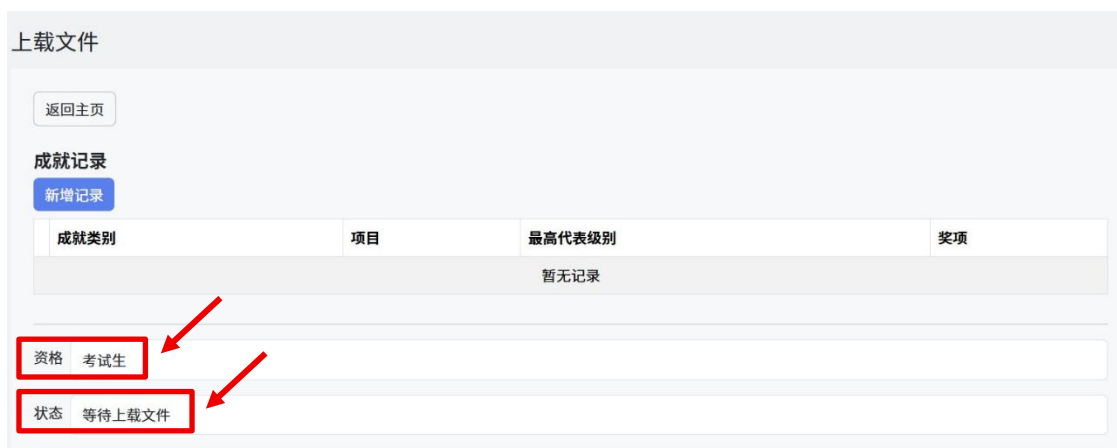 上载文件
返回主页
成就记录
新增记录
成就类别 项目 最高代表级别 奖项
暂无记录
资格 考试生
状态 等待上载文件